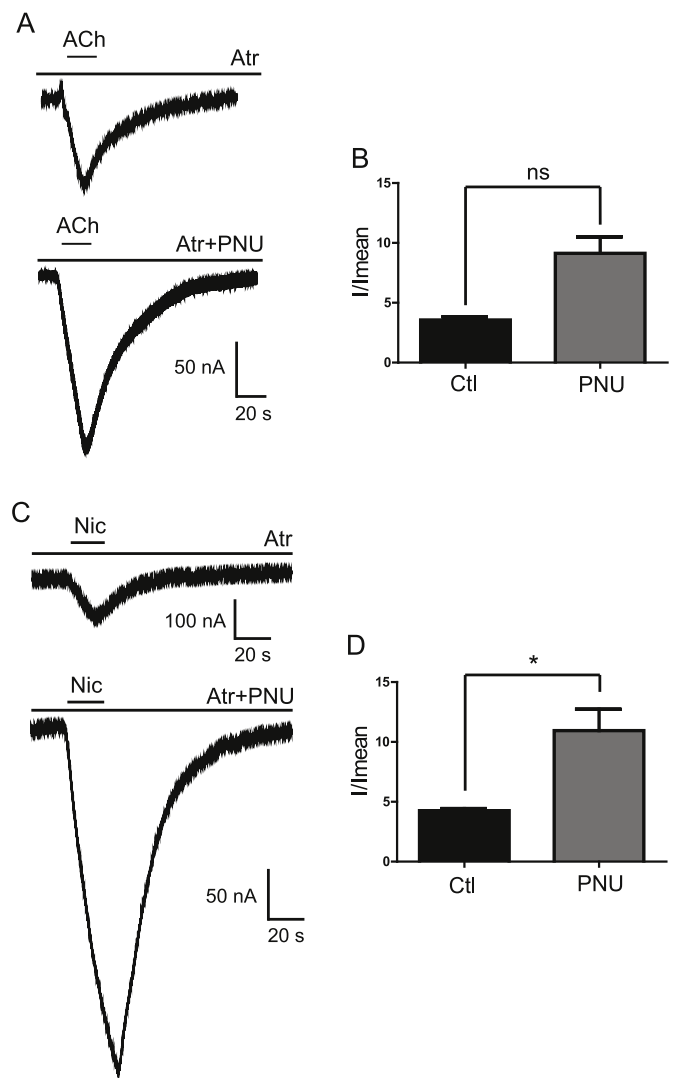 A
ACh
Atr
ACh
Atr+PNU
50 nA
20 s
B
ns
15
10
5
0
I/Imean
Ctl
PNU
C
Nic
Atr
100 nA
20 s
Nic
Atr+PNU
50 nA
20 s
D
*
15
10
5
0
I/Imean
Ctl
PNU